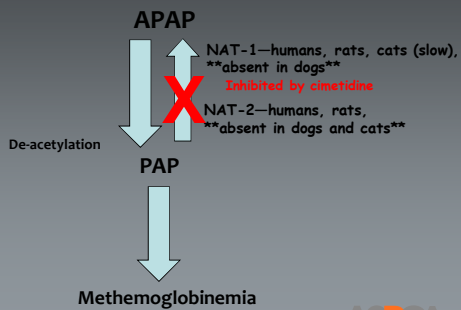 APAP
NAT-1—humans, rats, cats (slow),
**absent in dogs**
Inhibited by cimetidine
X
NAT-2—humans, rats,
**absent in dogs and cats**
De-acetylation
PAP
Methemoglobinemia